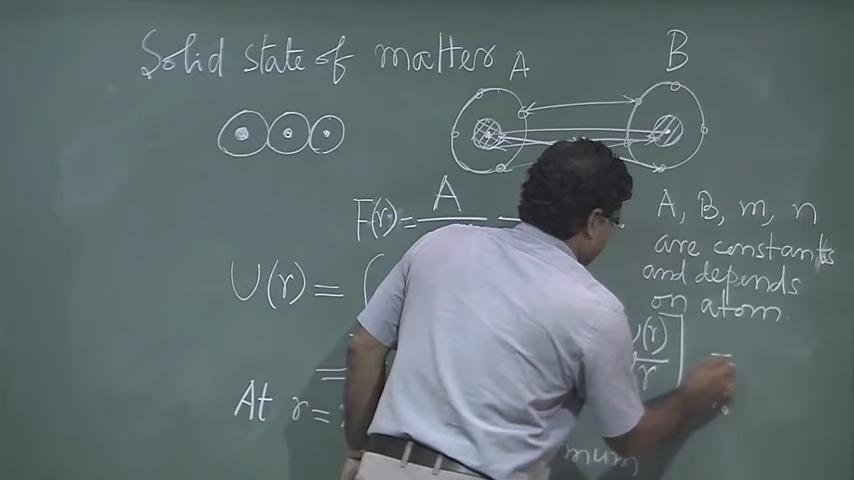 Solid state of matter
A
B
F(r) = A
A, B, m, n
are constants
and depends
on atom.
U(r) = (
U(r)
r
=
At r =
mum